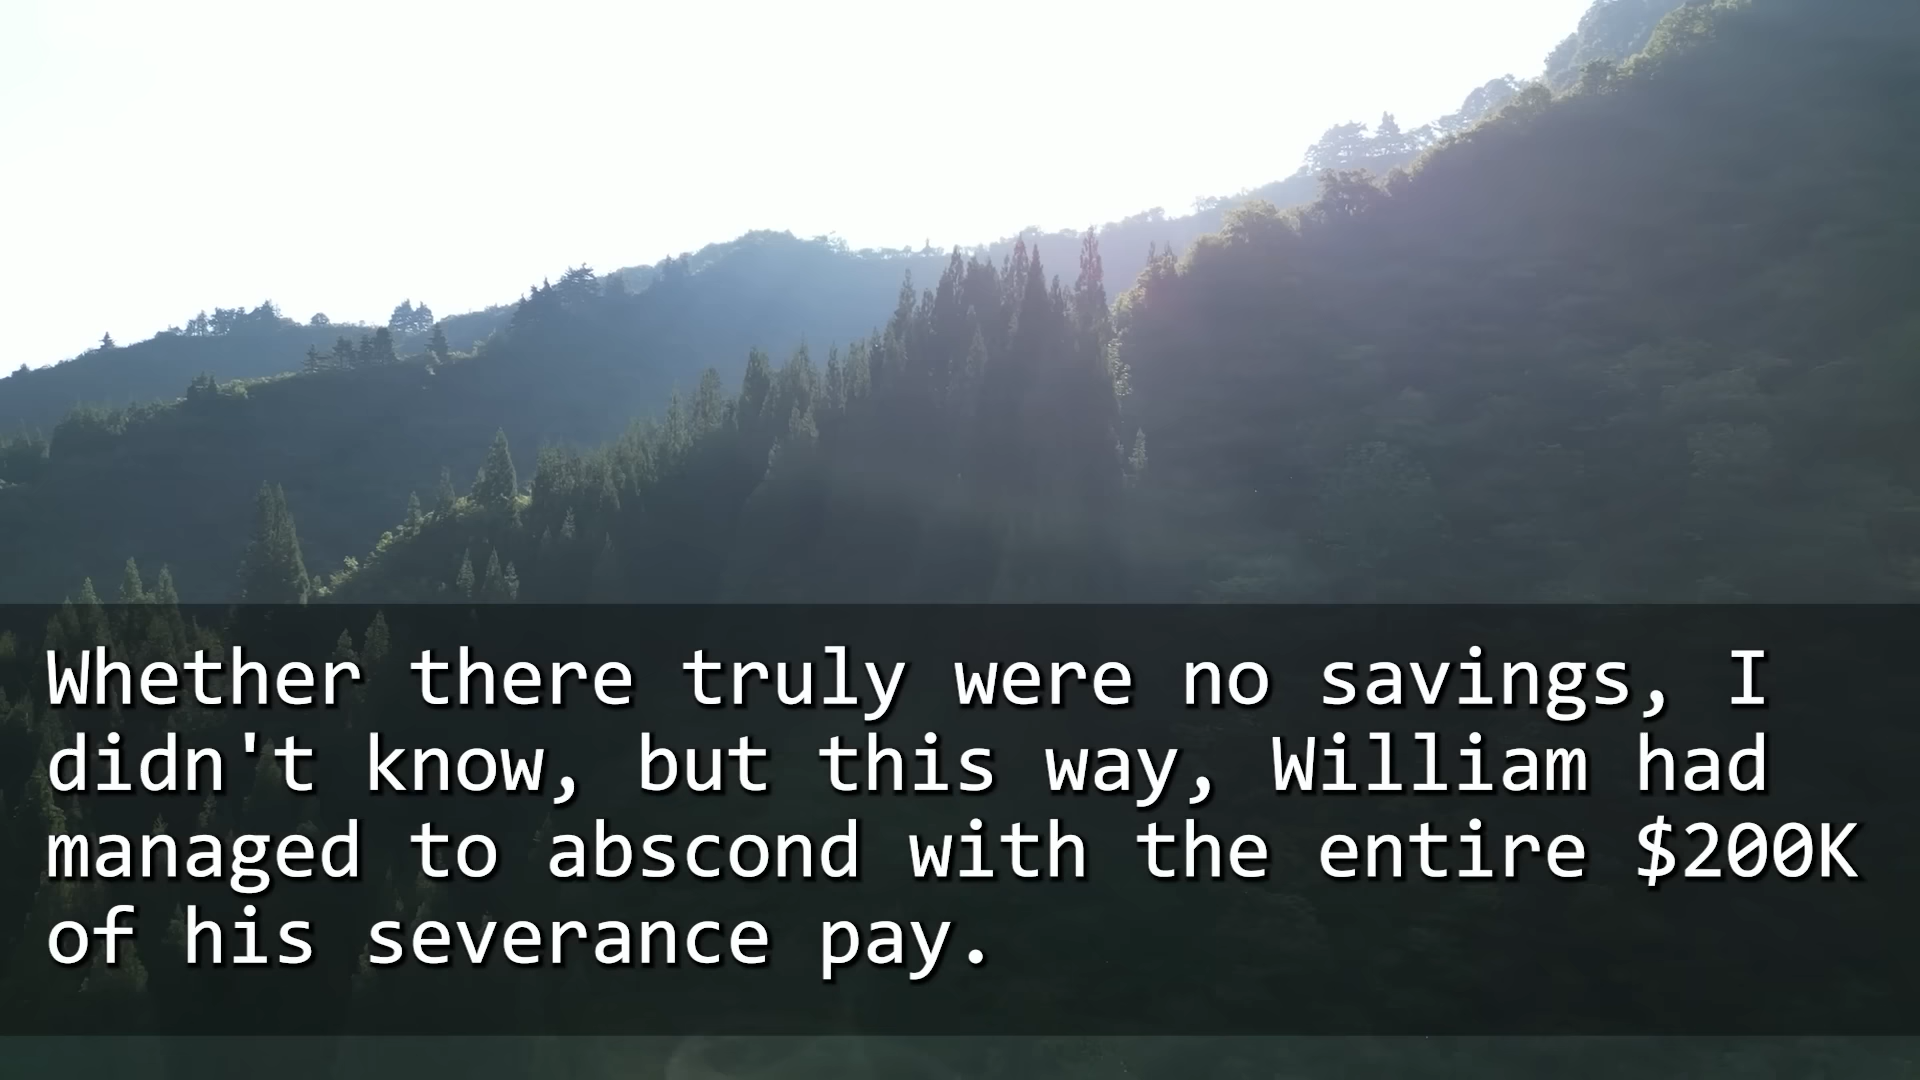 Whether there truly were no savings, I
didn't know, but this way, William had
managed to abscond with the entire $200K
of his severance pay.